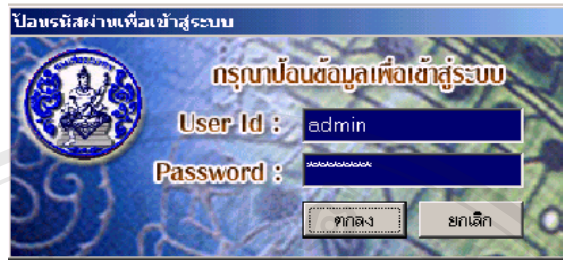 ป้อนรหัสผ่านเพื่อเข้าสู่ระบบ
กรุณาป้อนข้อมูลเพื่อเข้าสู่ระบบ
User Id : admin
Password : **********
ตกลง ยกเลิก